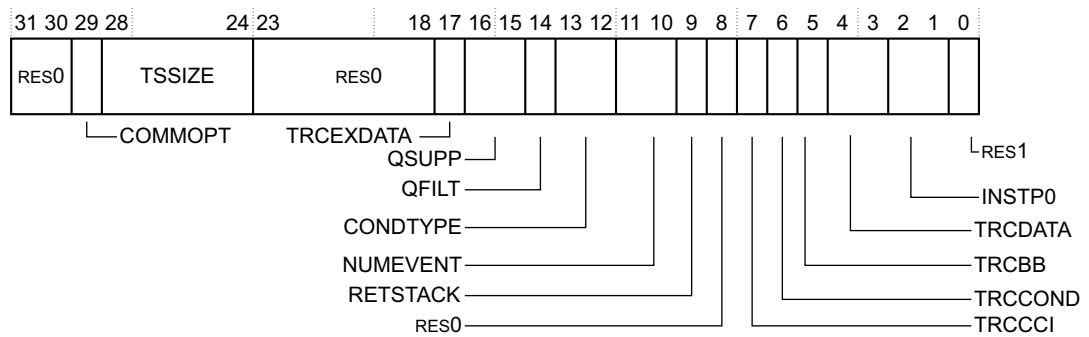 31 30 29 28 24 23 18 17 16 15 14 13 12 11 10 9 8 7 6 5 4 3 2 1 0
RES0 TSSIZE RES0
COMMOPT TRCEXDATA
QSUPP RES1
QFILT INSTP0
CONDTYPE TRCDATA
NUMEVENT TRCBB
RETSTACK TRCCOND
RES0 TRCCCI